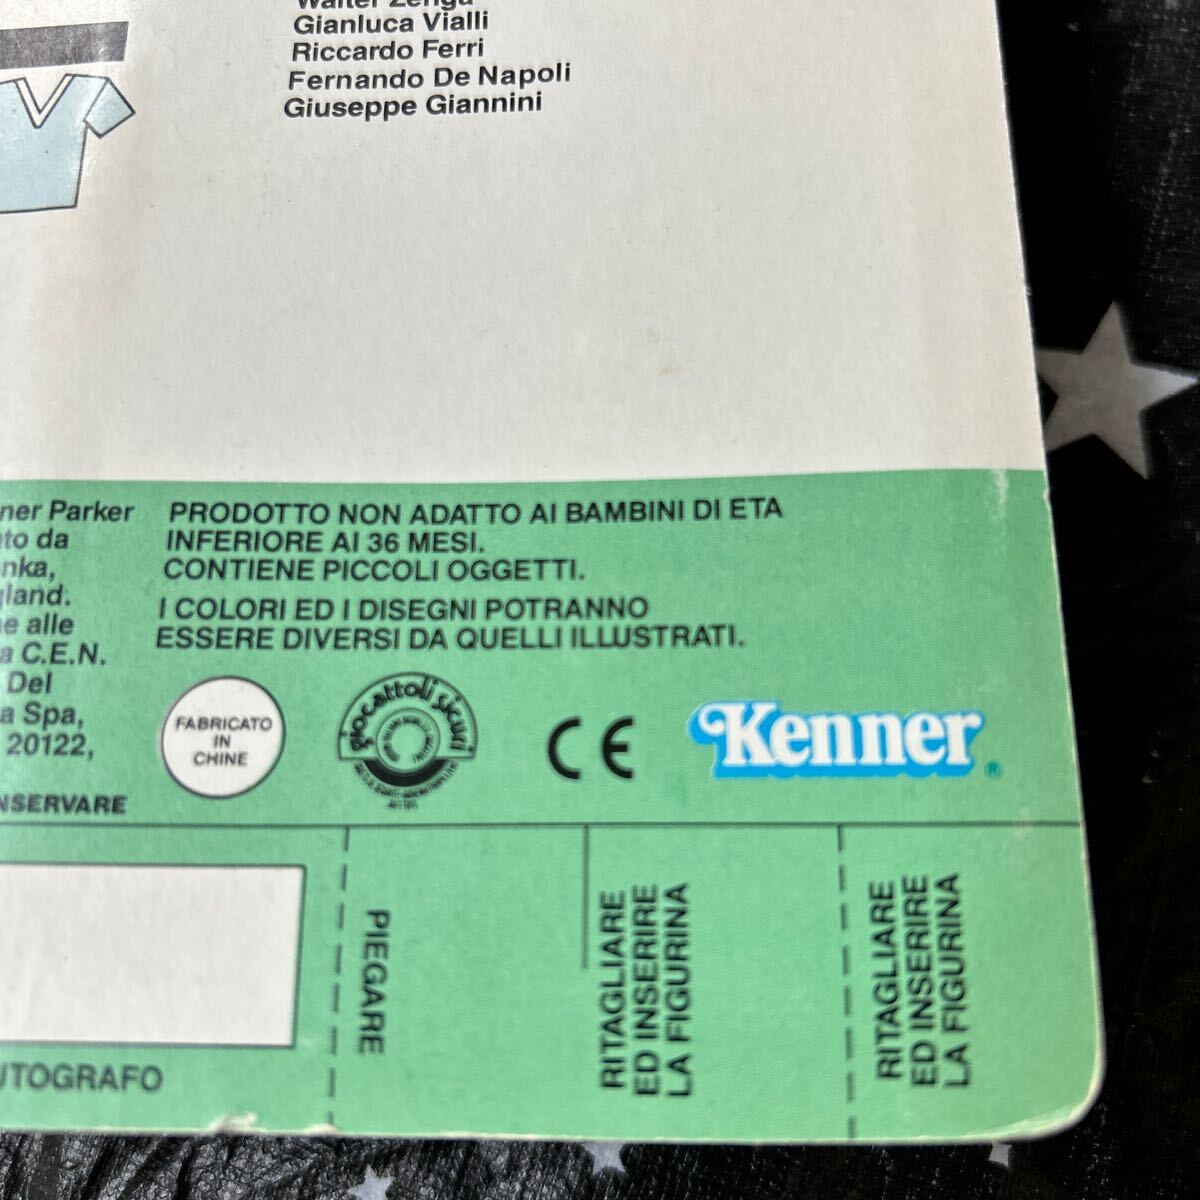 Walter Zenga
Gianluca Vialli
Riccardo Ferri
Fernando De Napoli
Giuseppe Giannini
ner Parker
to da
nka,
gland.
e alle
a C.E.N.
Del
a Spa,
20122,
NSERVARE
PRODOTTO NON ADATTO AI BAMBINI DI ETA
INFERIORE AI 36 MESI.
CONTIENE PICCOLI OGGETTI.
I COLORI ED I DISEGNI POTRANNO
ESSERE DIVERSI DA QUELLI ILLUSTRATI.
FABRICATO
IN
CHINE
giocattoli sicuri
CE
Kenner
UTOGRAFO
PIEGARE
RITAGLIARE
ED INSERIRE
LA FIGURINA
RITAGLIARE
ED INSERIRE
LA FIGURINA